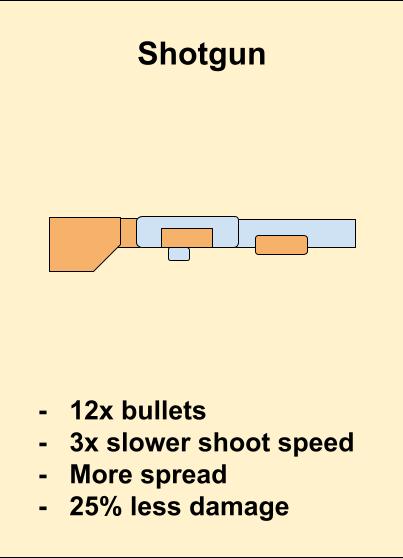 Shotgun
- 12x bullets
- 3x slower shoot speed
- More spread
- 25% less damage